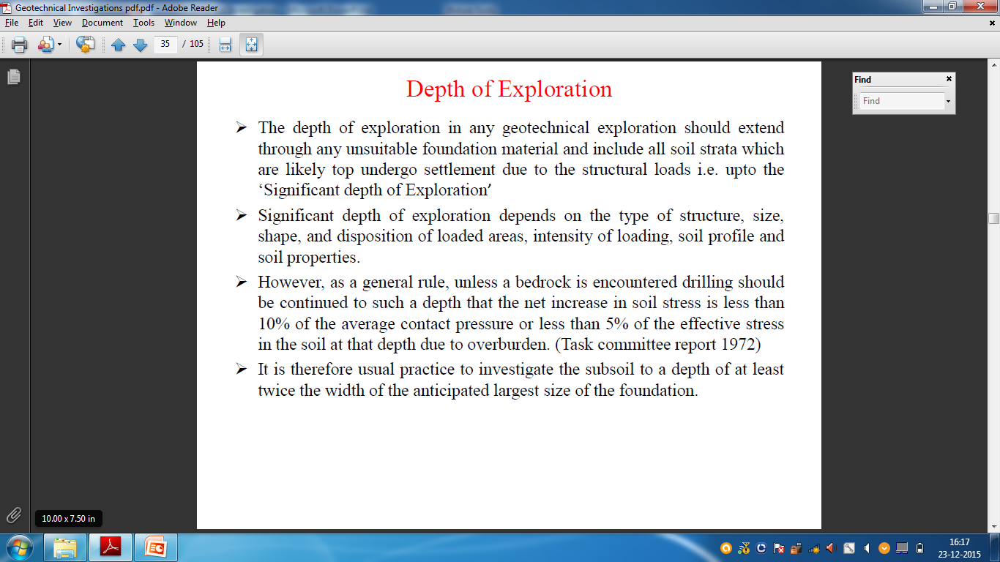 Geotechnical Investigations pdf.pdf - Adobe Reader
File Edit View Document Tools Window Help
35 / 105
Find
Find
Depth of Exploration
➢ The depth of exploration in any geotechnical exploration should extend
through any unsuitable foundation material and include all soil strata which
are likely top undergo settlement due to the structural loads i.e. upto the
‘Significant depth of Exploration’
➢ Significant depth of exploration depends on the type of structure, size,
shape, and disposition of loaded areas, intensity of loading, soil profile and
soil properties.
➢ However, as a general rule, unless a bedrock is encountered drilling should
be continued to such a depth that the net increase in soil stress is less than
10% of the average contact pressure or less than 5% of the effective stress
in the soil at that depth due to overburden. (Task committee report 1972)
➢ It is therefore usual practice to investigate the subsoil to a depth of at least
twice the width of the anticipated largest size of the foundation.
10.00 x 7.50 in
16:17
23-12-2015